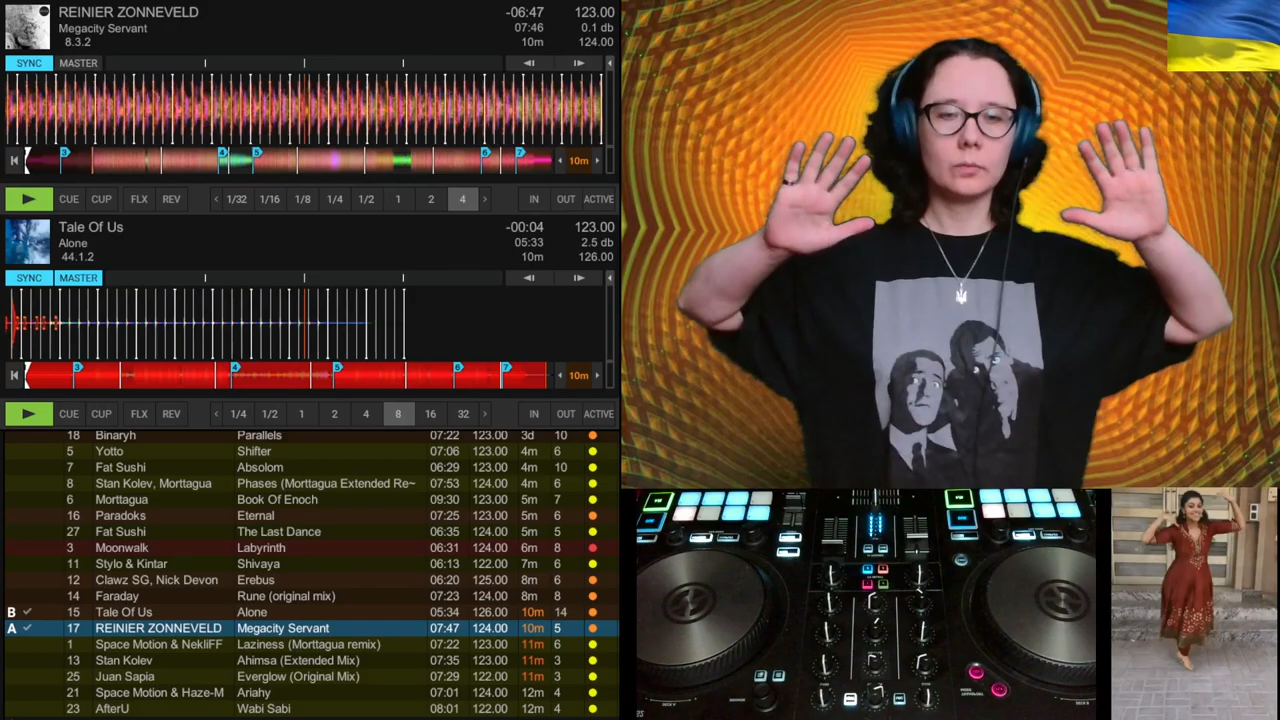 REINIER ZONNEVELD -06:47 123.00
Megacity Servant 07:46 0.1 db
8.3.2 10m 124.00
SYNC MASTER
3 4 5 6 7 10m
CUE CUP FLX REV 1/32 1/16 1/8 1/4 1/2 1 2 4 IN OUT ACTIVE
Tale Of Us -00:04 123.00
Alone 05:33 2.5 db
44.1.2 10m 126.00
SYNC MASTER
3 4 5 6 7 10m
CUE CUP FLX REV 1/4 1/2 1 2 4 8 16 32 IN OUT ACTIVE
18 Binaryh Parallels 07:22 123.00 3d 10
5 Yotto Shifter 07:06 123.00 4m 6
7 Fat Sushi Absolom 06:29 123.00 4m 10
8 Stan Kolev, Morttagua Phases (Morttagua Extended Re~ 07:53 124.00 4m 6
6 Morttagua Book Of Enoch 09:30 123.00 5m 7
16 Paradoks Eternal 07:25 123.00 5m 6
27 Fat Sushi The Last Dance 06:35 124.00 5m 5
3 Moonwalk Labyrinth 06:31 124.00 6m 8
11 Stylo & Kintar Shivaya 06:13 122.00 7m 6
12 Clawz SG, Nick Devon Erebus 06:20 125.00 8m 6
14 Faraday Rune (original mix) 07:23 124.00 8m 8
B 15 Tale Of Us Alone 05:34 126.00 10m 14
A 17 REINIER ZONNEVELD Megacity Servant 07:47 124.00 10m 5
1 Space Motion & NekliFF Laziness (Morttagua remix) 07:22 123.00 11m 6
13 Stan Kolev Ahimsa (Extended Mix) 07:35 123.00 11m 3
25 Juan Sapia Everglow (Original Mix) 07:29 122.00 11m 3
21 Space Motion & Haze-M Ariahy 07:01 124.00 12m 4
23 AfterU Wabi Sabi 08:01 122.00 12m 4